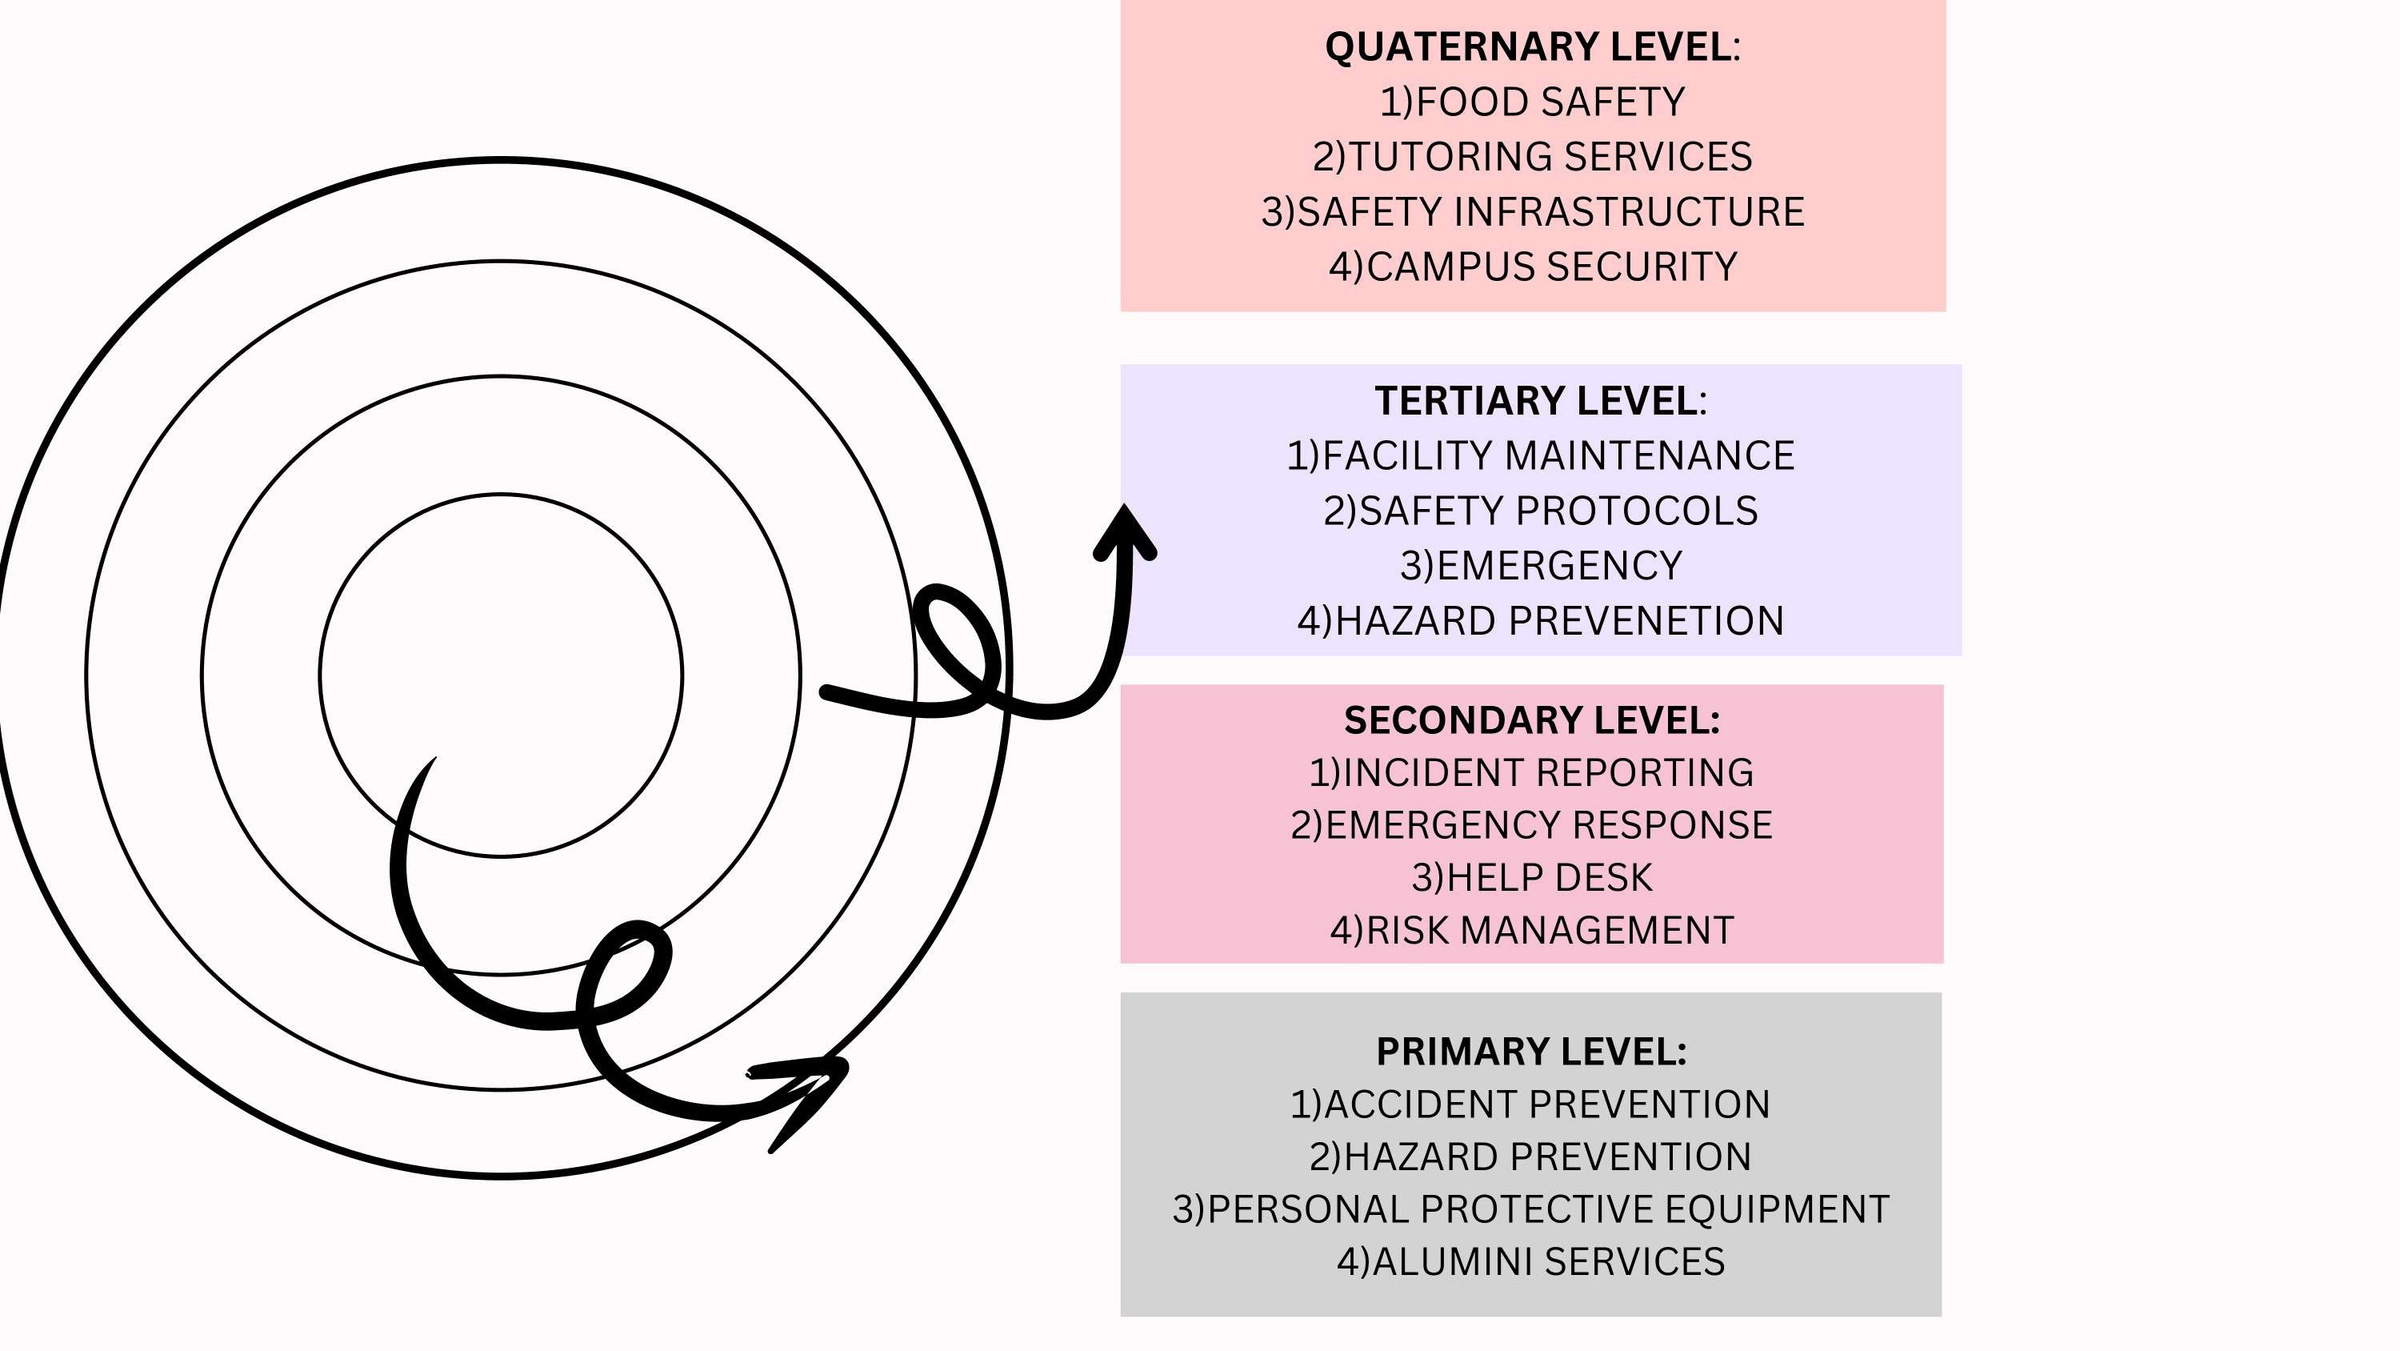 QUATERNARY LEVEL:
1)FOOD SAFETY
2)TUTORING SERVICES
3)SAFETY INFRASTRUCTURE
4)CAMPUS SECURITY
TERTIARY LEVEL:
1)FACILITY MAINTENANCE
2)SAFETY PROTOCOLS
3)EMERGENCY
4)HAZARD PREVENETION
SECONDARY LEVEL:
1)INCIDENT REPORTING
2)EMERGENCY RESPONSE
3)HELP DESK
4)RISK MANAGEMENT
PRIMARY LEVEL:
1)ACCIDENT PREVENTION
2)HAZARD PREVENTION
3)PERSONAL PROTECTIVE EQUIPMENT
4)ALUMINI SERVICES